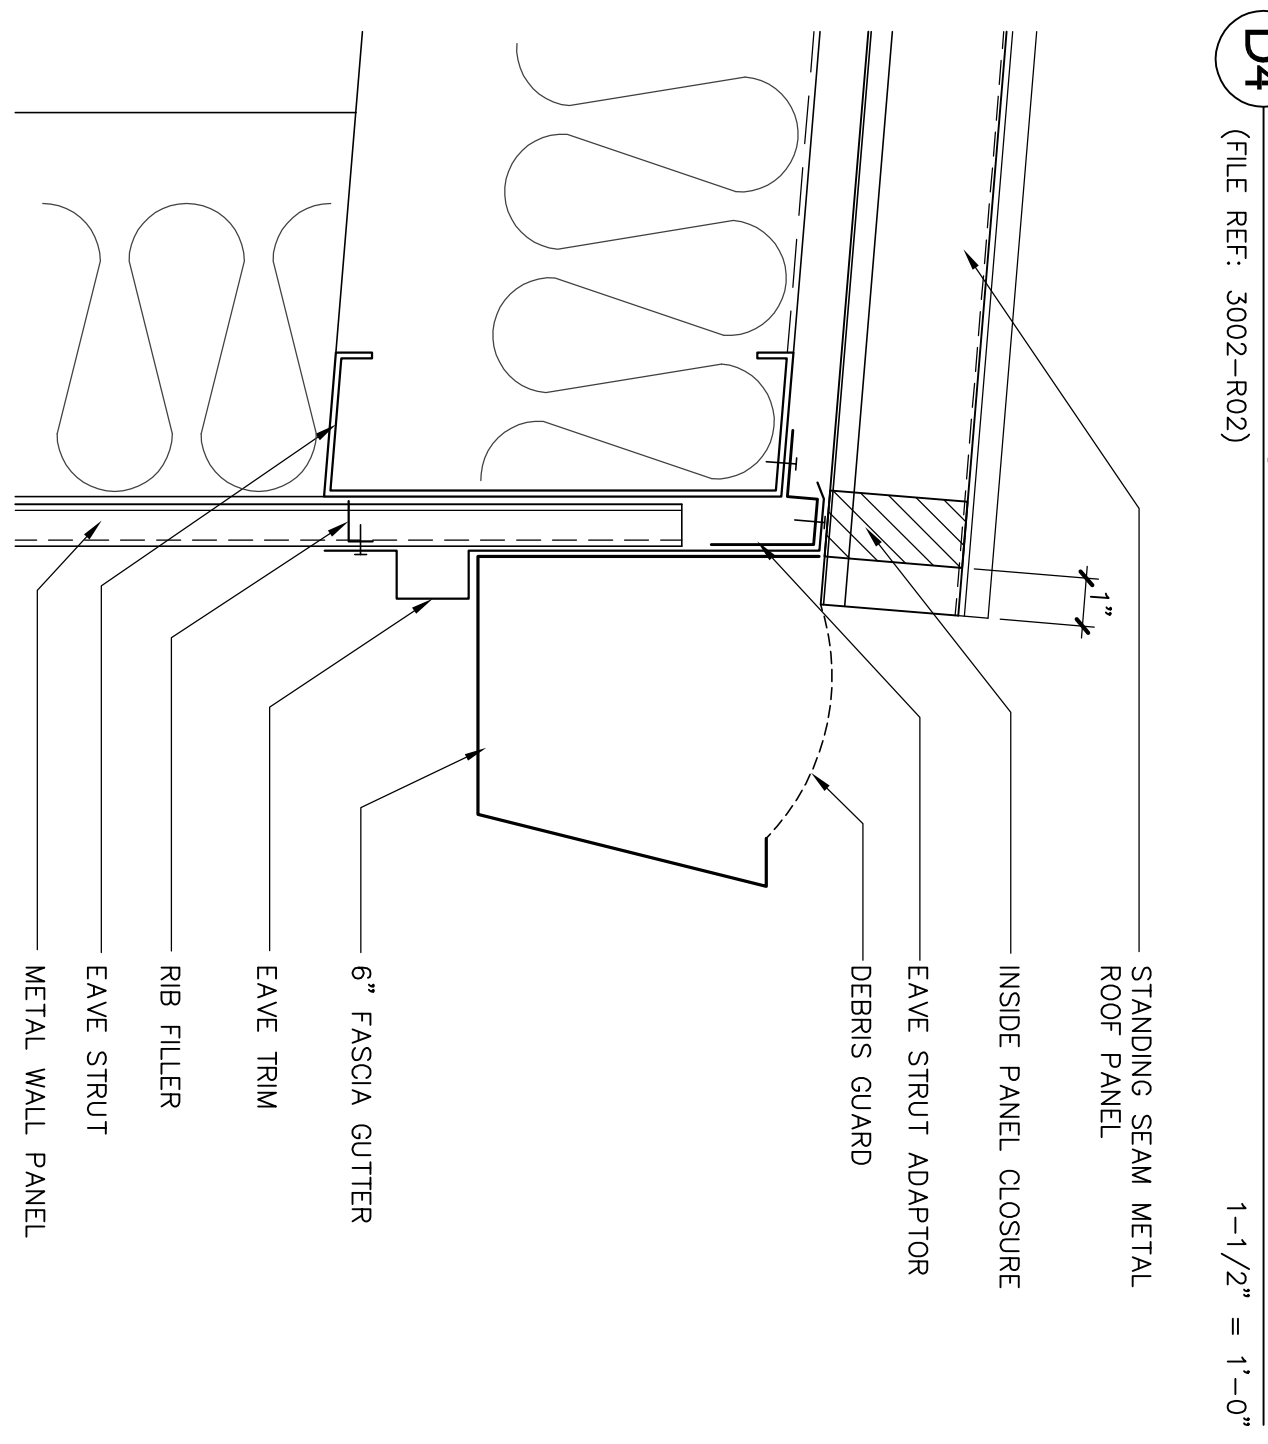 D4
(FILE REF: 3002-R02)
1-1/2" = 1'-0"
1"
STANDING SEAM METAL
ROOF PANEL
INSIDE PANEL CLOSURE
EAVE STRUT ADAPTOR
DEBRIS GUARD
6" FASCIA GUTTER
EAVE TRIM
RIB FILLER
EAVE STRUT
METAL WALL PANEL